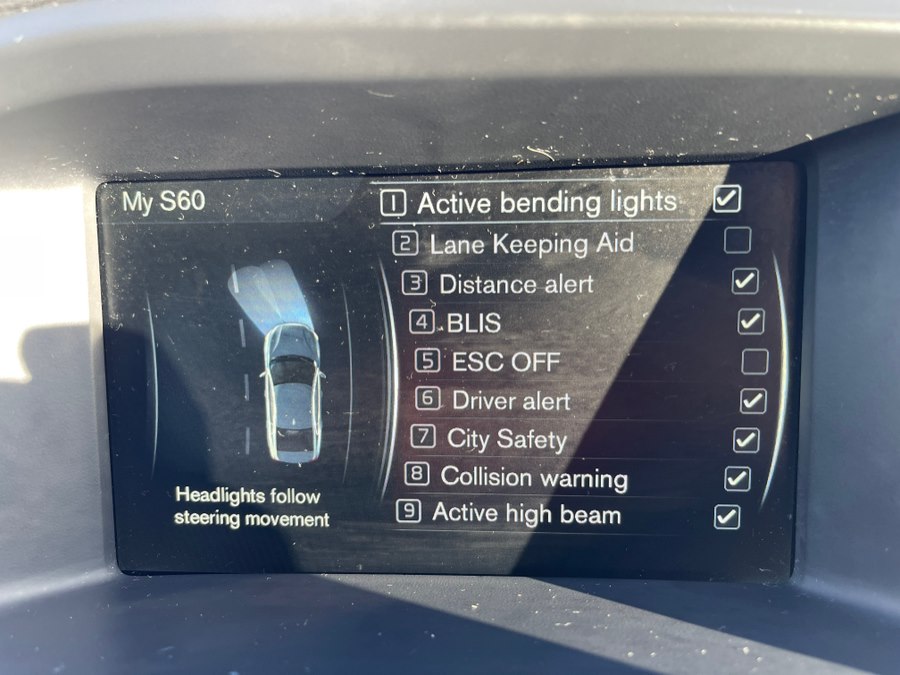 My S60
1 Active bending lights
2 Lane Keeping Aid
3 Distance alert
4 BLIS
5 ESC OFF
6 Driver alert
7 City Safety
8 Collision warning
9 Active high beam
Headlights follow
steering movement